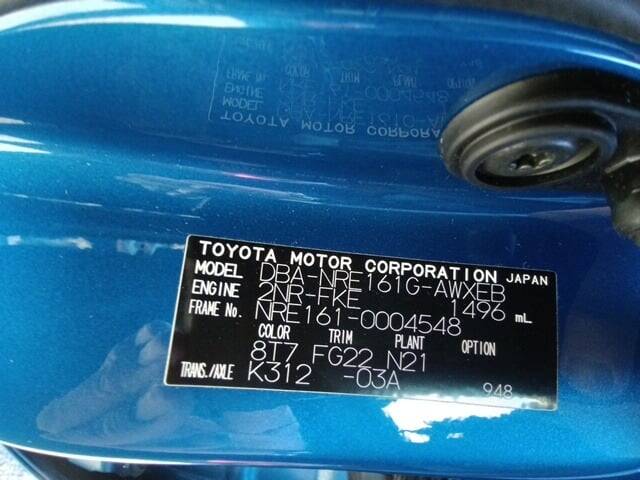 TOYOTA MOTOR CORPORATION JAPAN
MODEL DBA-NRE161G-AWXEB
ENGINE 2NR-FKE 1496 mL
FRAME No. NRE161-0004548
COLOR TRIM PLANT OPTION
8T7 FG22 N21
TRANS./AXLE K312 -03A
948